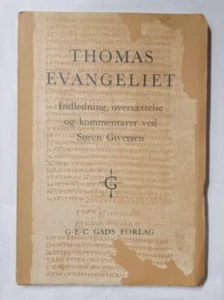 THOMAS
EVANGELIET
Indledning, oversættelse
og kommentarer ved
Søren Giversen
G
G·E·C GADS FORLAG